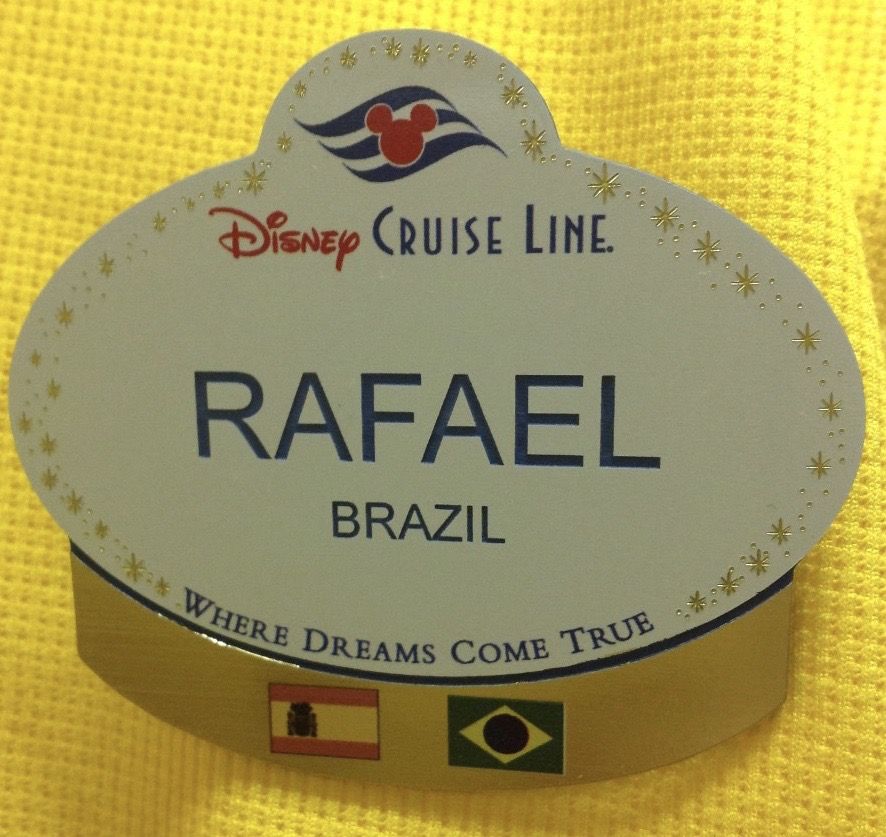 Disney CRUISE LINE.
RAFAEL
BRAZIL
WHERE DREAMS COME TRUE